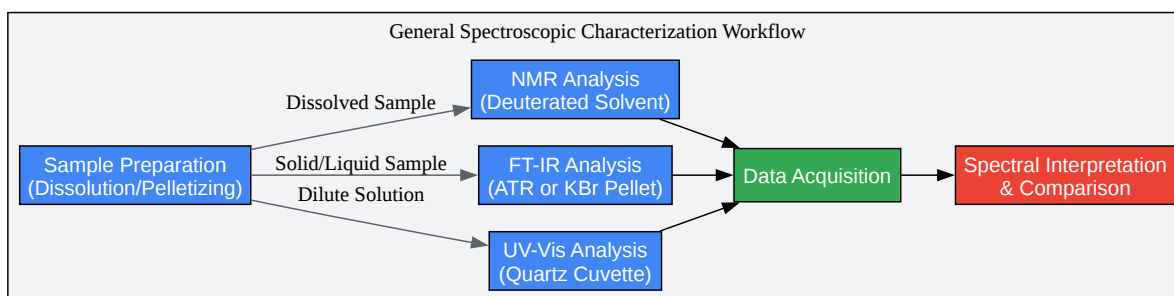 General Spectroscopic Characterization Workflow
NMR Analysis
(Deuterated Solvent)
Dissolved Sample
Sample Preparation
(Dissolution/Pelletizing)
Solid/Liquid Sample
FT-IR Analysis
(ATR or KBr Pellet)
Data Acquisition
Spectral Interpretation
& Comparison
Dilute Solution
UV-Vis Analysis
(Quartz Cuvette)